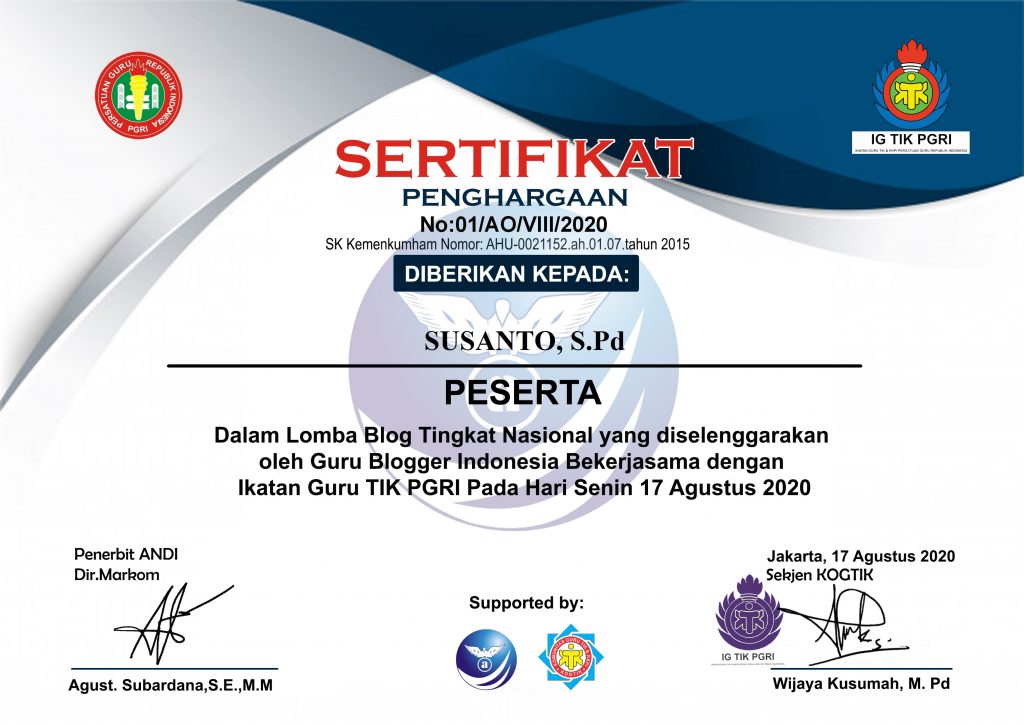 PERSATUAN GURU REPUBLIK INDONESIA
PGRI
IG TIK PGRI
IKATAN GURU TIK & KKPI PERSATUAN GURU REPUBLIK INDONESIA
SERTIFIKAT
PENGHARGAAN
No:01/AO/VIII/2020
SK Kemenkumham Nomor: AHU-0021152.ah.01.07.tahun 2015
DIBERIKAN KEPADA:
SUSANTO, S.Pd
PESERTA
a
Dalam Lomba Blog Tingkat Nasional yang diselenggarakan
oleh Guru Blogger Indonesia Bekerjasama dengan
Ikatan Guru TIK PGRI Pada Hari Senin 17 Agustus 2020
Penerbit ANDI
Dir.Markom
Agust. Subardana,S.E.,M.M
Supported by:
a
KOGTIK
Jakarta, 17 Agustus 2020
Sekjen KOGTIK
IG TIK PGRI
Wijaya Kusumah, M. Pd